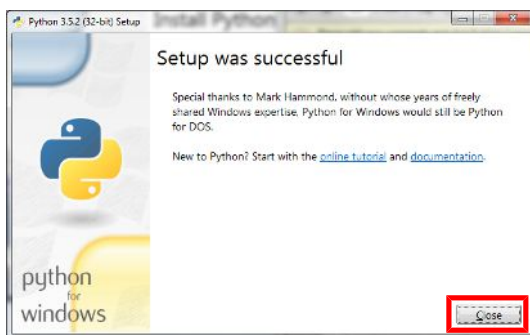 Python 3.5.2 (32-bit) Setup
Install Python
Setup was successful
Special thanks to Mark Hammond, without whose years of freely
shared Windows expertise, Python for Windows would still be Python
for DOS.
New to Python? Start with the online tutorial and documentation.
python
for
windows
Close